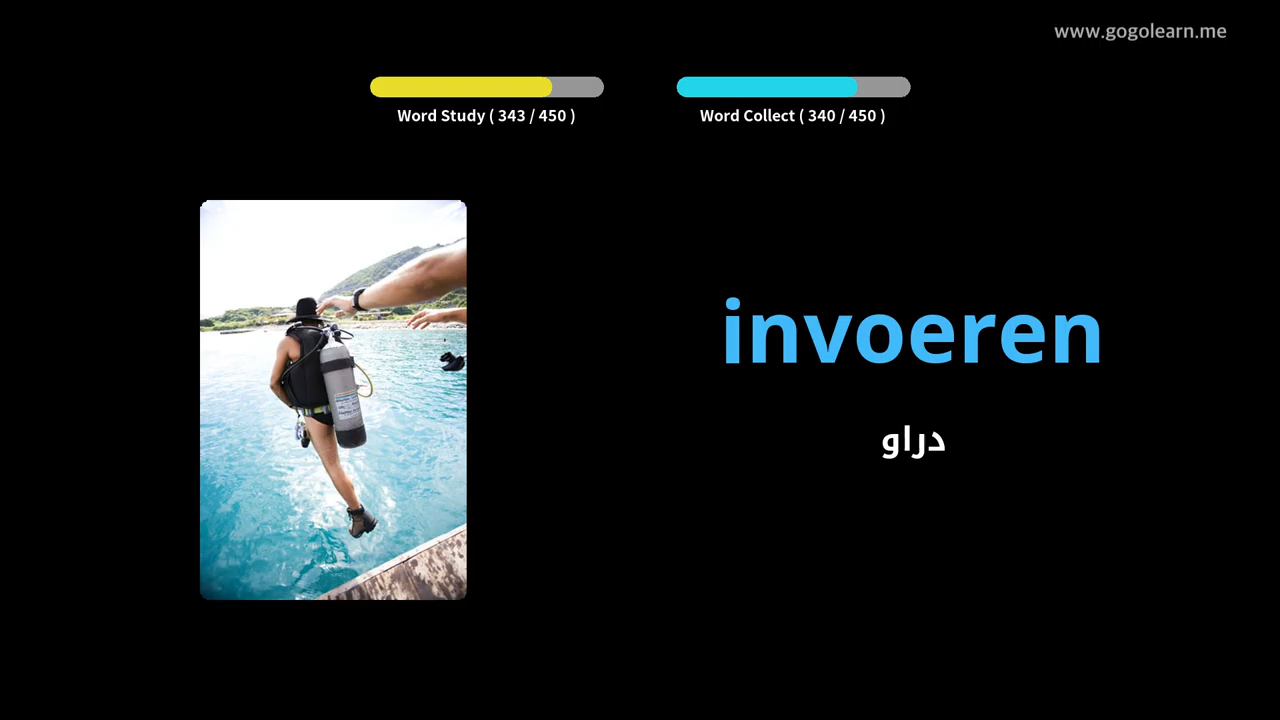 www.gogolearn.me
Word Study ( 343 / 450 )
Word Collect ( 340 / 450 )
invoeren
دراو